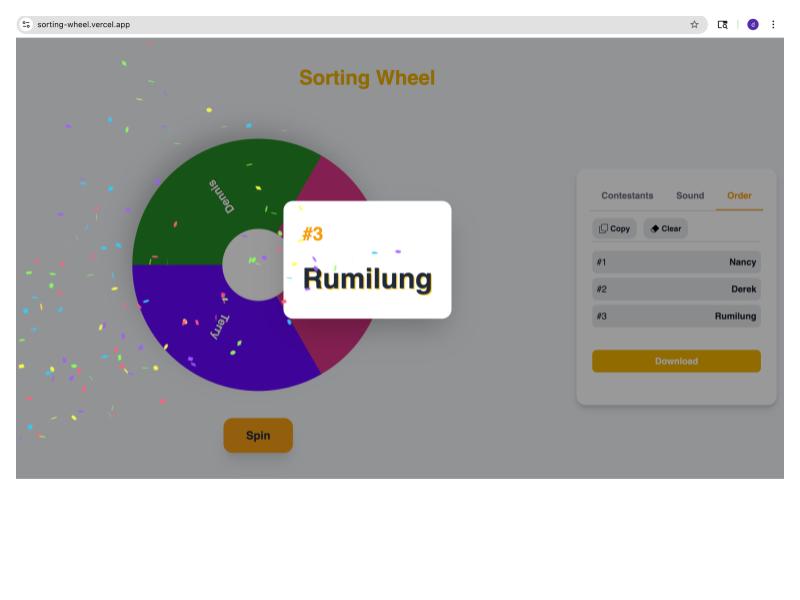 sorting-wheel.vercel.app
d
Sorting Wheel
Dennis
Terry
#3
Rumilung
Spin
Contestants Sound Order
Copy Clear
#1 Nancy
#2 Derek
#3 Rumilung
Download